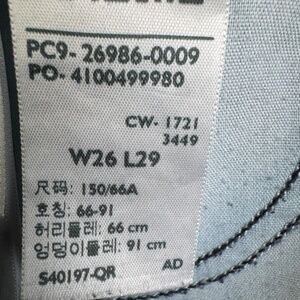 PC9- 26986-0009
PO- 4100499980
CW- 1721
3449
W26 L29
尺码: 150/66A
호칭: 66-91
허리둘레: 66 cm
엉덩이둘레: 91 cm
S40197-QR AD